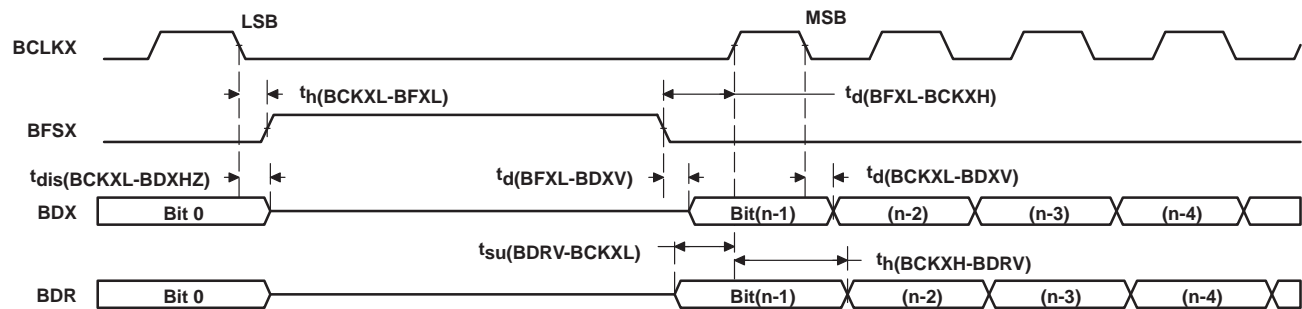 LSB MSB
BCLKX
th(BCKXL-BFXL) td(BFXL-BCKXH)
BFSX
tdis(BCKXL-BDXHZ) td(BFXL-BDXV) td(BCKXL-BDXV)
BDX Bit 0 Bit(n-1) (n-2) (n-3) (n-4)
tsu(BDRV-BCKXL) th(BCKXH-BDRV)
BDR Bit 0 Bit(n-1) (n-2) (n-3) (n-4)